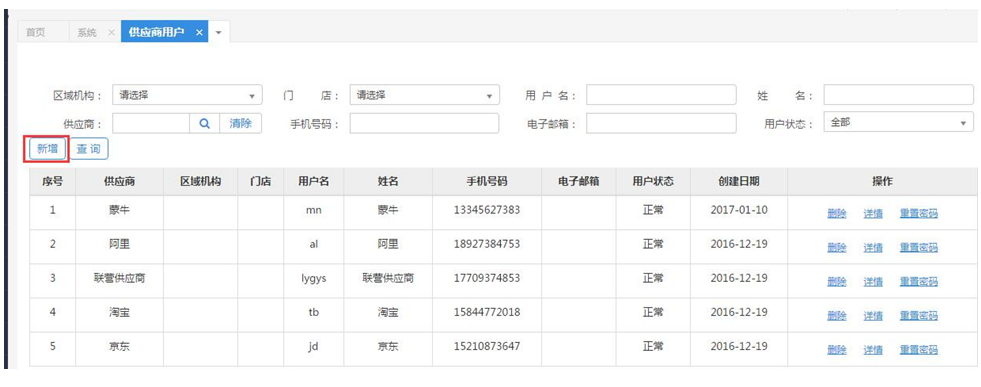 首页 系统 × 供应商用户 ×
区域机构： 请选择 门 店： 请选择 用 户 名： 姓 名：
供应商： 清除 手机号码： 电子邮箱： 用户状态： 全部
新增 查 询
序号 供应商 区域机构 门店 用户名 姓名 手机号码 电子邮箱 用户状态 创建日期 操作
1 蒙牛 mn 蒙牛 13345627383 正常 2017-01-10 删除 详情 重置密码
2 阿里 al 阿里 18927384753 正常 2016-12-19 删除 详情 重置密码
3 联营供应商 lygys 联营供应商 17709374853 正常 2016-12-19 删除 详情 重置密码
4 淘宝 tb 淘宝 15844772018 正常 2016-12-19 删除 详情 重置密码
5 京东 jd 京东 15210873647 正常 2016-12-19 删除 详情 重置密码